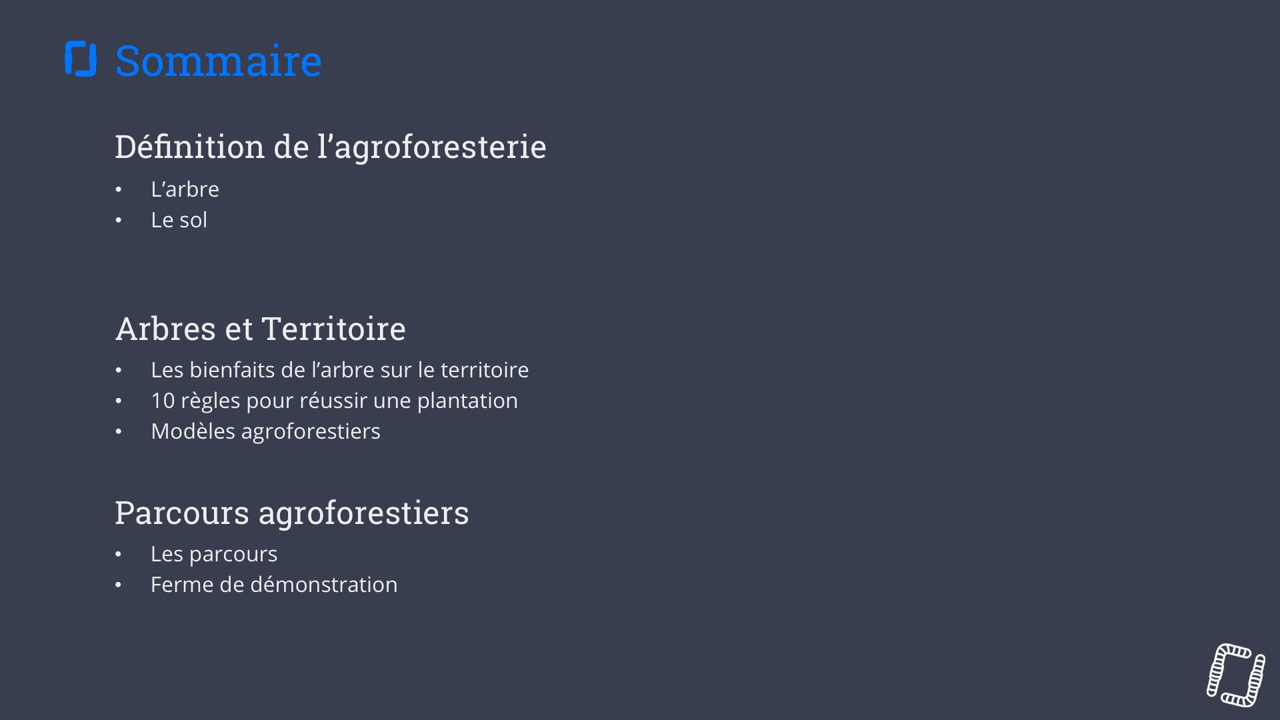 Sommaire
Définition de l’agroforesterie
• L’arbre
• Le sol
Arbres et Territoire
• Les bienfaits de l’arbre sur le territoire
• 10 règles pour réussir une plantation
• Modèles agroforestiers
Parcours agroforestiers
• Les parcours
• Ferme de démonstration